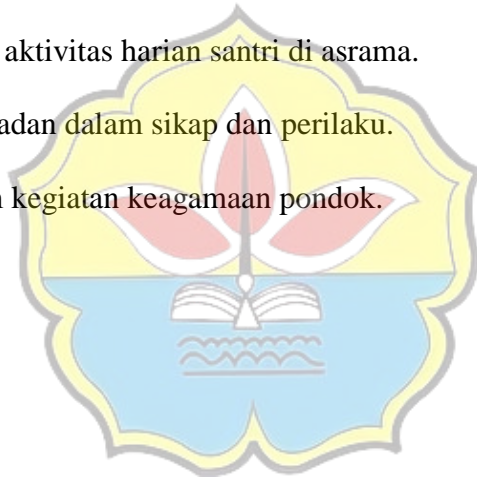 aktivitas harian santri di asrama.
adan dalam sikap dan perilaku.
kegiatan keagamaan pondok.